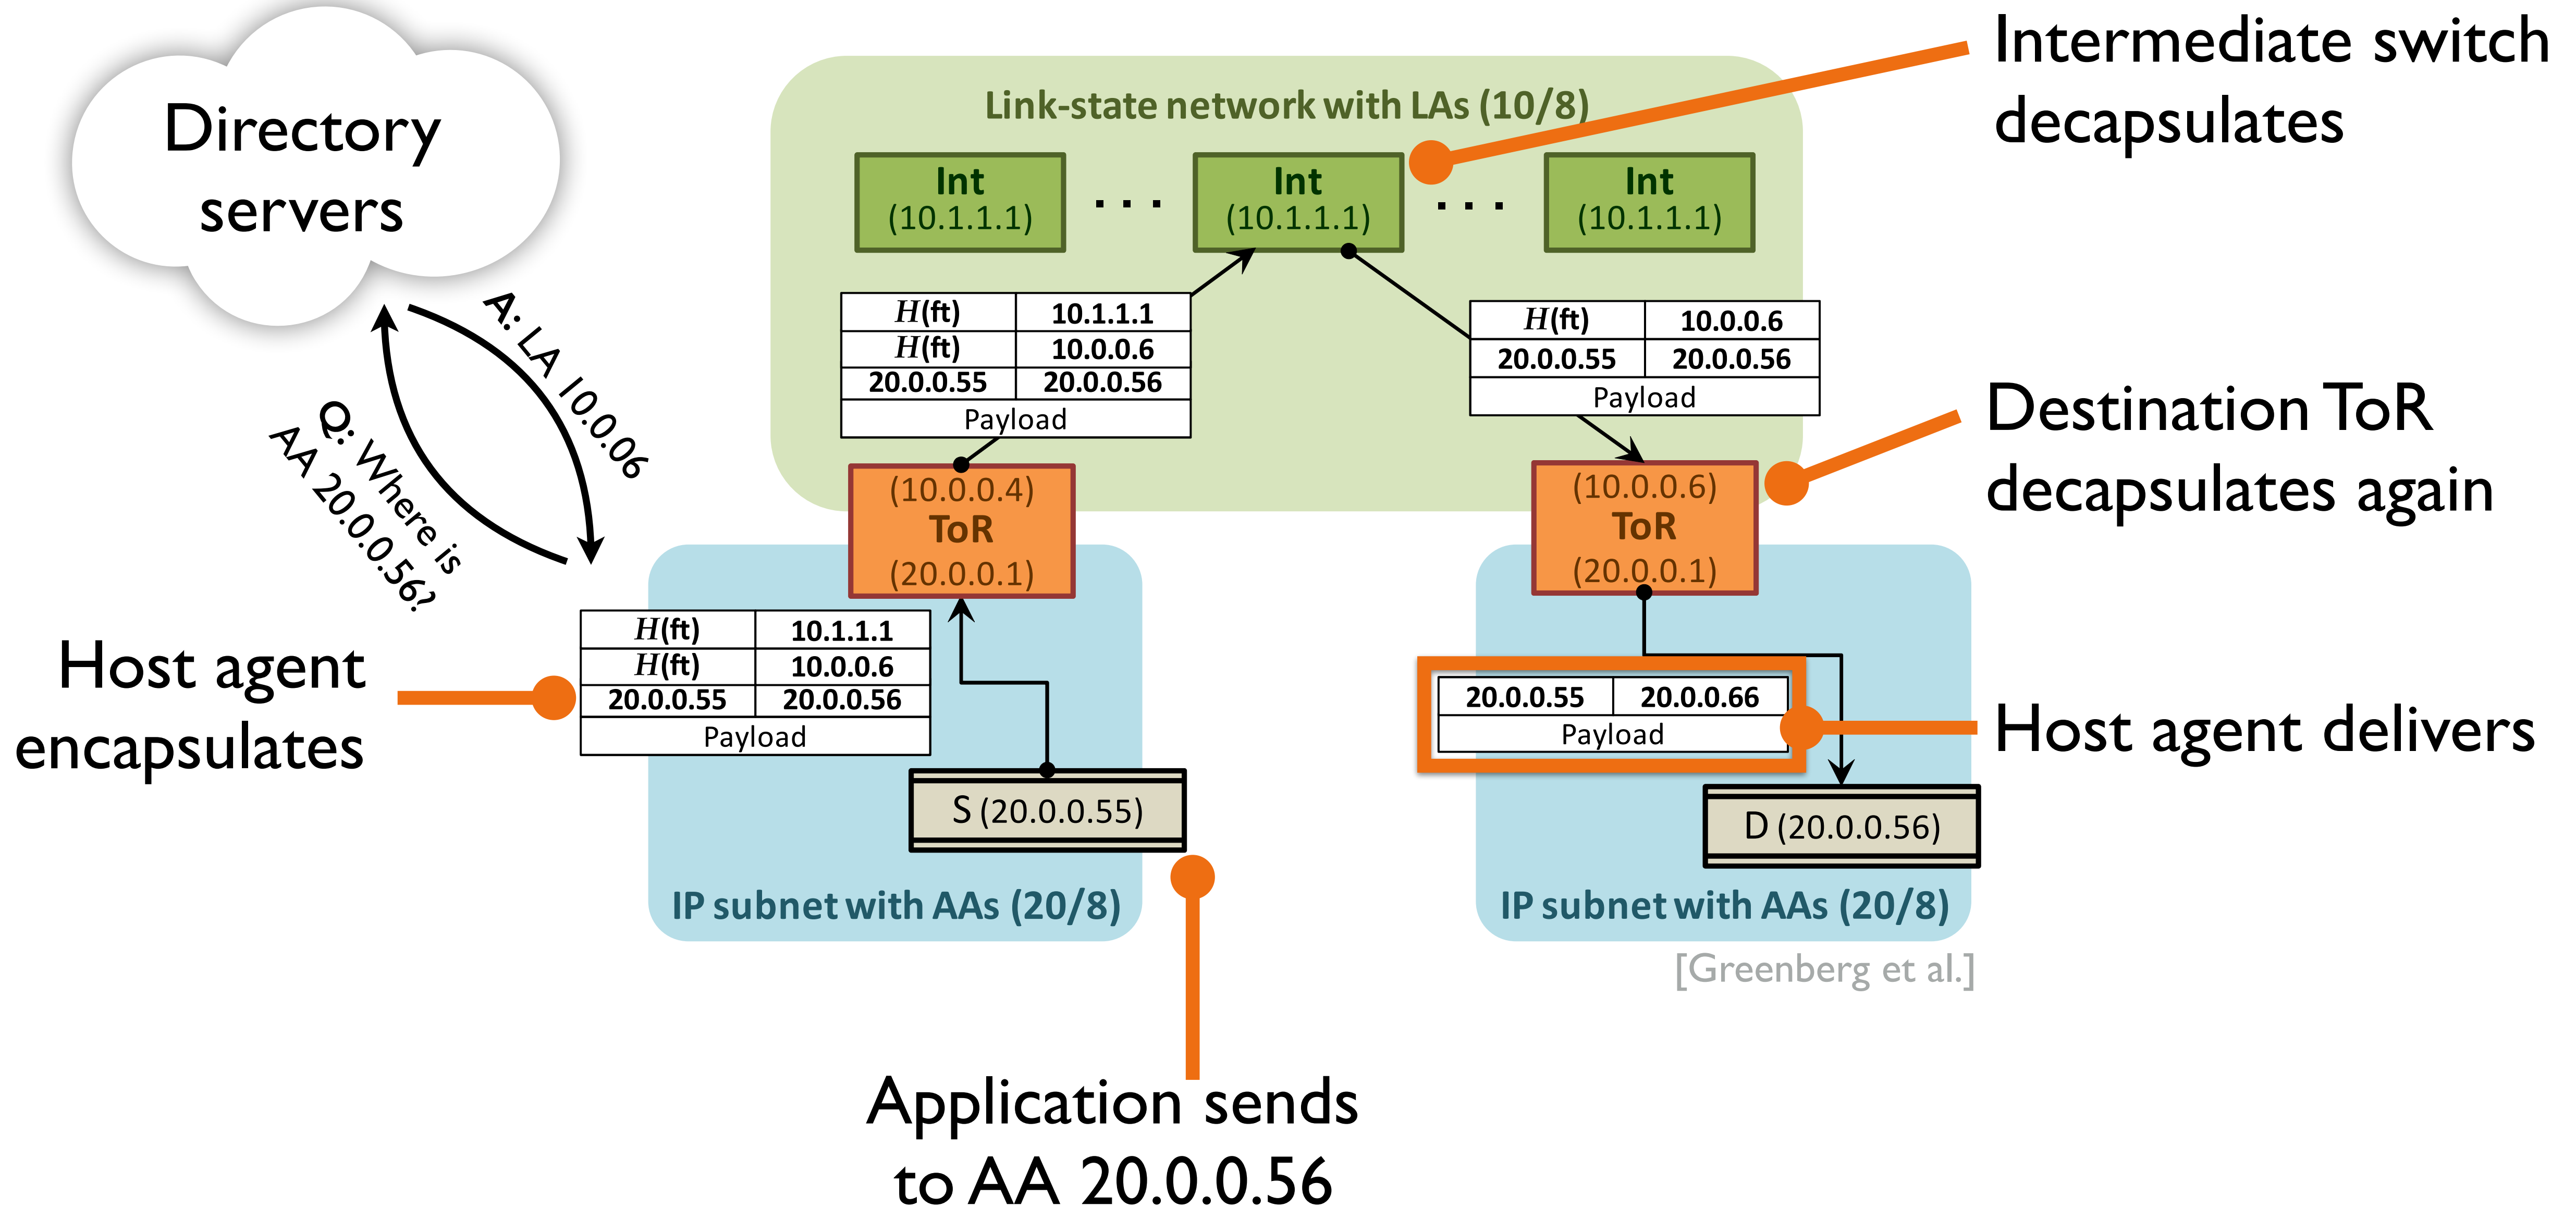 Directory
servers
A: LA 10.0.06
Q: Where is
AA 20.0.0.56?
Link-state network with LAs (10/8)
Int
(10.1.1.1)
. . .
Int
(10.1.1.1)
. . .
Int
(10.1.1.1)
Intermediate switch
decapsulates
H(ft) 10.1.1.1
H(ft) 10.0.0.6
20.0.0.55 20.0.0.56
Payload
H(ft) 10.0.0.6
20.0.0.55 20.0.0.56
Payload
(10.0.0.4)
ToR
(20.0.0.1)
(10.0.0.6)
ToR
(20.0.0.1)
Destination ToR
decapsulates again
Host agent
encapsulates
H(ft) 10.1.1.1
H(ft) 10.0.0.6
20.0.0.55 20.0.0.56
Payload
20.0.0.55 20.0.0.66
Payload
Host agent delivers
S (20.0.0.55)
D (20.0.0.56)
IP subnet with AAs (20/8)
IP subnet with AAs (20/8)
[Greenberg et al.]
Application sends
to AA 20.0.0.56